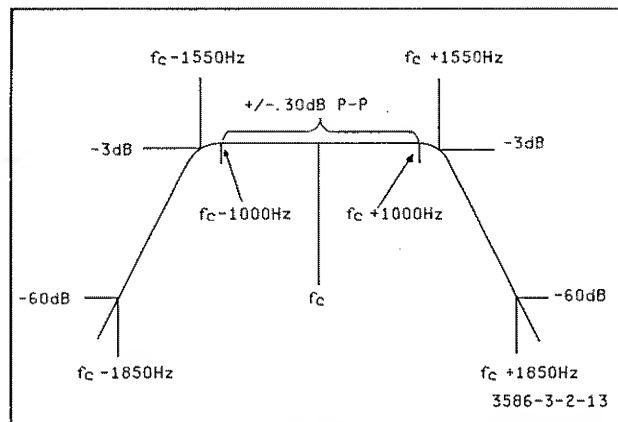 fc-1550Hz
fc +1550Hz
+/-.30dB P-P
-3dB
-3dB
fc-1000Hz
fc +1000Hz
-60dB
fc
-60dB
fc -1850Hz
fc +1850Hz
3586-3-2-13